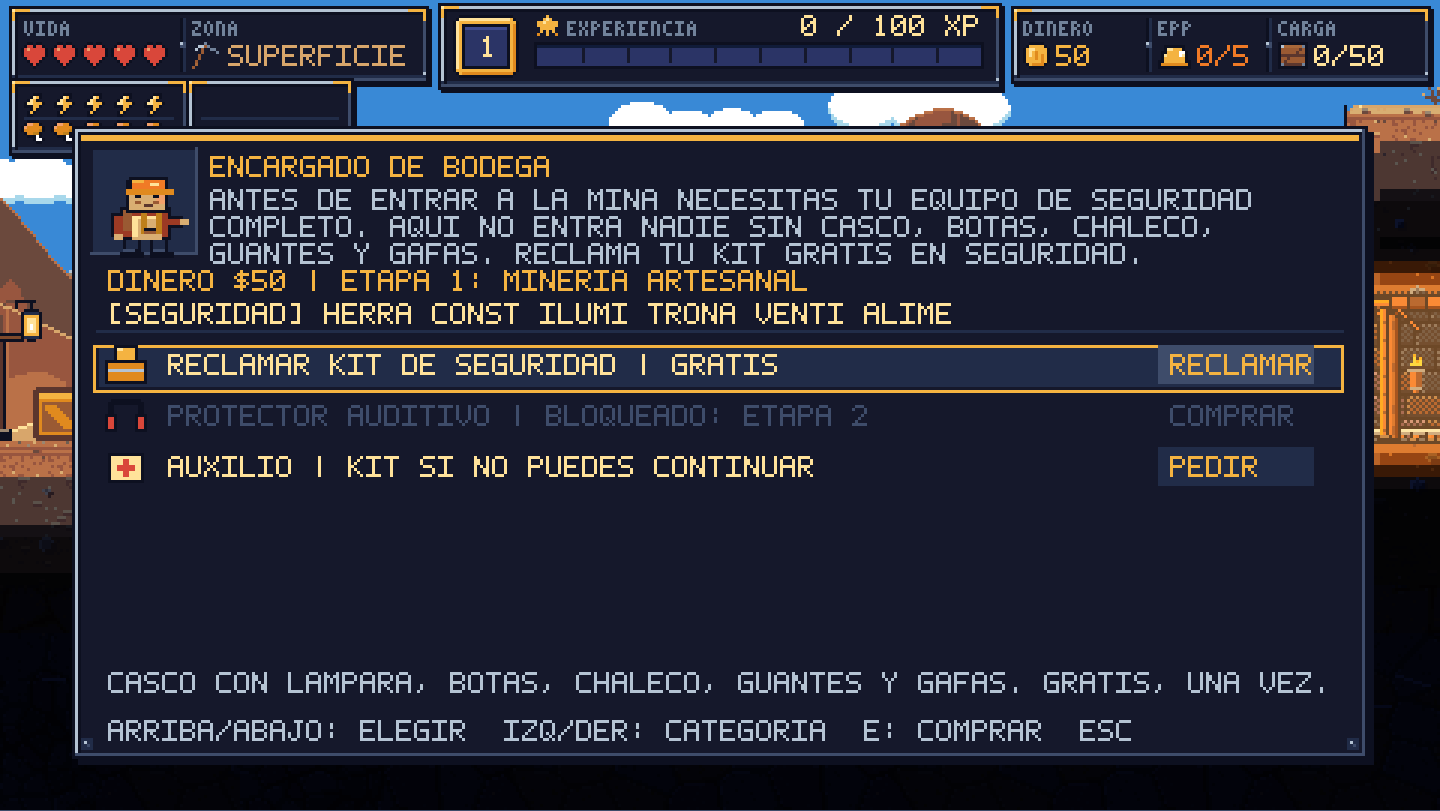 VIDA
ZONA
SUPERFICIE
1
EXPERIENCIA
0 / 100 XP
DINERO
50
EPP
0/5
CARGA
0/50
ENCARGADO DE BODEGA
ANTES DE ENTRAR A LA MINA NECESITAS TU EQUIPO DE SEGURIDAD
COMPLETO. AQUI NO ENTRA NADIE SIN CASCO, BOTAS, CHALECO,
GUANTES Y GAFAS. RECLAMA TU KIT GRATIS EN SEGURIDAD.
DINERO $50 | ETAPA 1: MINERIA ARTESANAL
[SEGURIDAD] HERRA CONST ILUMI TRONA VENTI ALIME
RECLAMAR KIT DE SEGURIDAD | GRATIS
RECLAMAR
PROTECTOR AUDITIVO | BLOQUEADO: ETAPA 2
COMPRAR
AUXILIO | KIT SI NO PUEDES CONTINUAR
PEDIR
CASCO CON LAMPARA, BOTAS, CHALECO, GUANTES Y GAFAS. GRATIS, UNA VEZ.
ARRIBA/ABAJO: ELEGIR IZQ/DER: CATEGORIA E: COMPRAR ESC